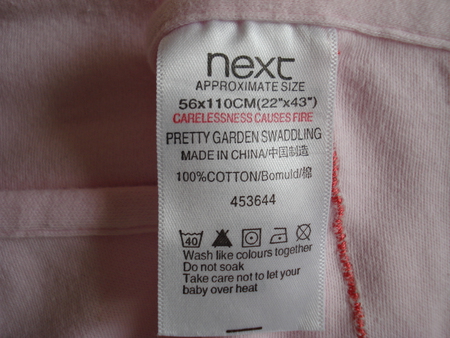 next
APPROXIMATE SIZE
56x110CM(22"x43")
CARELESSNESS CAUSES FIRE
PRETTY GARDEN SWADDLING
MADE IN CHINA/中国制造
100%COTTON/Bomuld/棉
453644
40
Wash like colours together
Do not soak
Take care not to let your
baby over heat